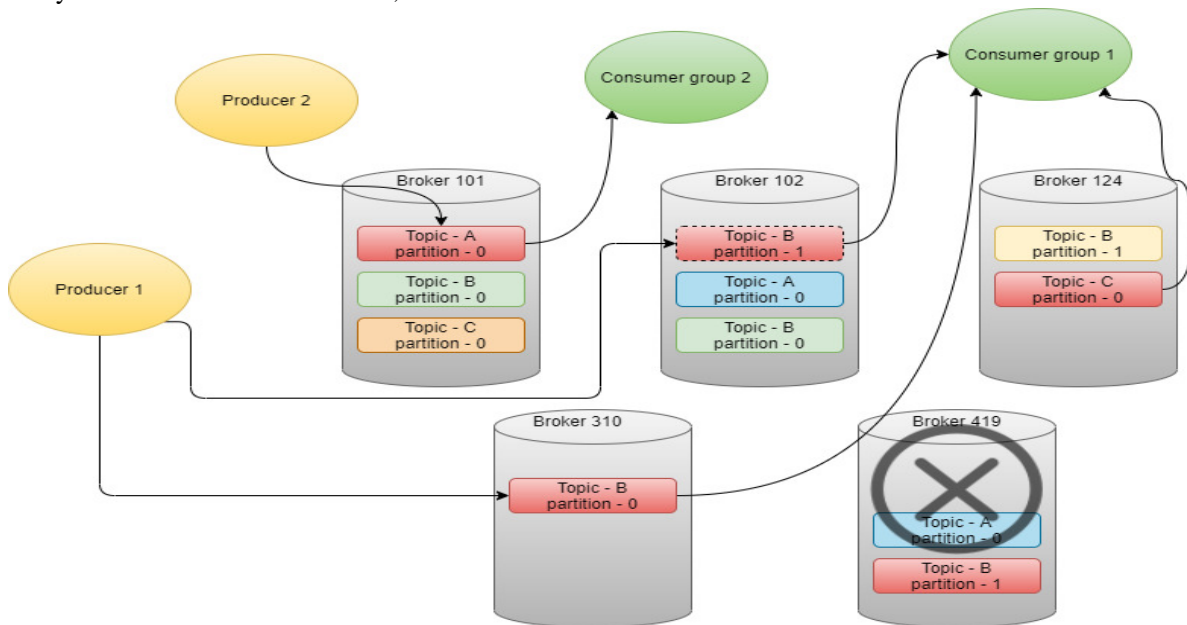 Consumer group 2
Consumer group 1
Producer 2
Broker 101
Broker 102
Broker 124
Topic - A
partition - 0
Topic - B
partition - 1
Topic - B
partition - 1
Topic - B
partition - 0
Topic - A
partition - 0
Topic - C
partition - 0
Producer 1
Topic - C
partition - 0
Topic - B
partition - 0
Broker 310
Broker 419
Topic - B
partition - 0
Topic - A
partition - 0
Topic - B
partition - 1